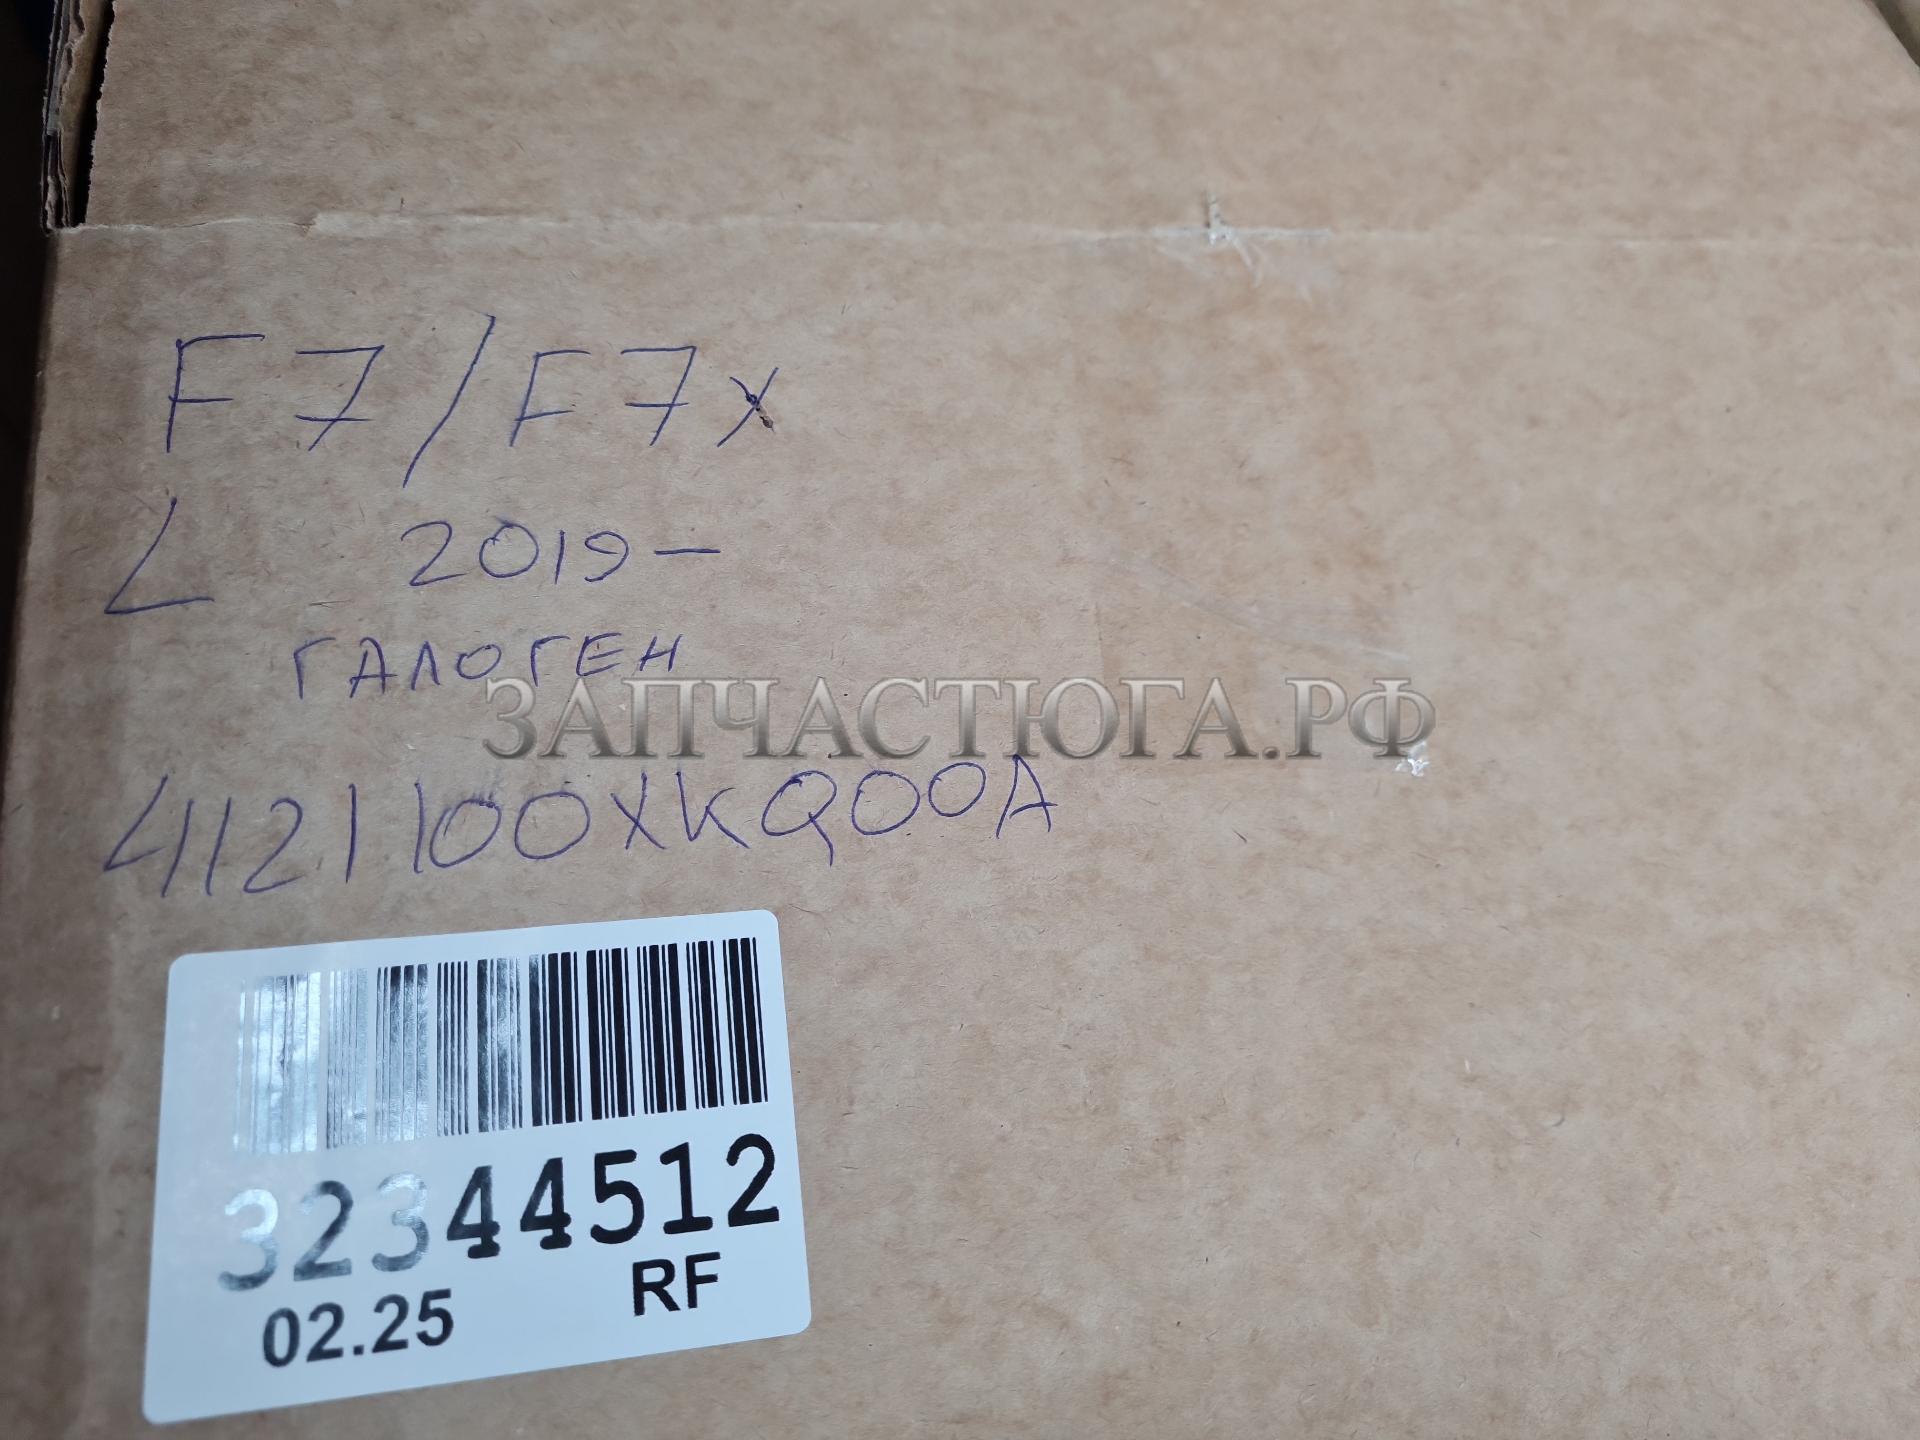 F7/F7x
L 2019-
ГАЛОГЕН
ЗАПЧАСТЮГА.РФ
4121100XKQ00A
32344512
02.25 RF